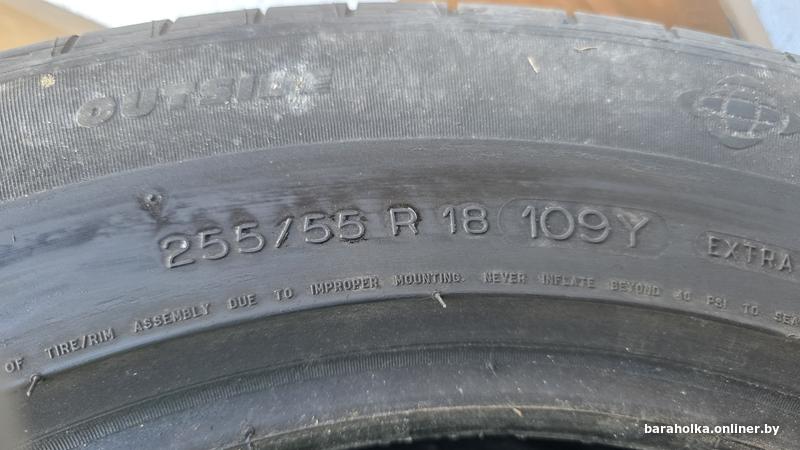 OUTSIDE
255/55 R 18 109Y EXTRA
OF TIRE/RIM ASSEMBLY DUE TO IMPROPER MOUNTING. NEVER INFLATE BEYOND 40 PSI TO SEA
baraholka.onliner.by